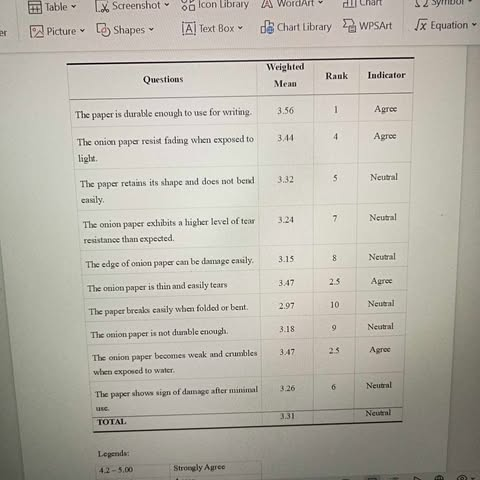 Table
Screenshot
Icon Library
WordArt
Chart
Symbol
er
Picture
Shapes
Text Box
Chart Library
WPSArt
Equation
Questions
Weighted
Mean
Rank
Indicator
The paper is durable enough to use for writing. 3.56 1 Agree
The onion paper resist fading when exposed to 3.44 4 Agree
light.
The paper retains its shape and does not bend 3.32 5 Neutral
easily.
The onion paper exhibits a higher level of tear 3.24 7 Neutral
resistance than expected.
The edge of onion paper can be damage easily. 3.15 8 Neutral
The onion paper is thin and easily tears 3.47 2.5 Agree
The paper breaks easily when folded or bent. 2.97 10 Neutral
The onion paper is not durable enough. 3.18 9 Neutral
The onion paper becomes weak and crumbles 3.47 2.5 Agree
when exposed to water.
The paper shows sign of damage after minimal 3.26 6 Neutral
use.
TOTAL 3.31 Neutral
Legends:
4.2 – 5.00 Strongly Agree